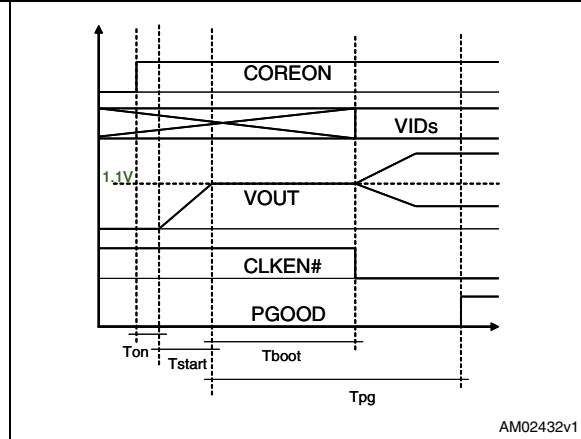 COREON
VIDs
1.1V
VOUT
CLKEN#
PGOOD
Ton
Tstart
Tboot
Tpg
AM02432v1